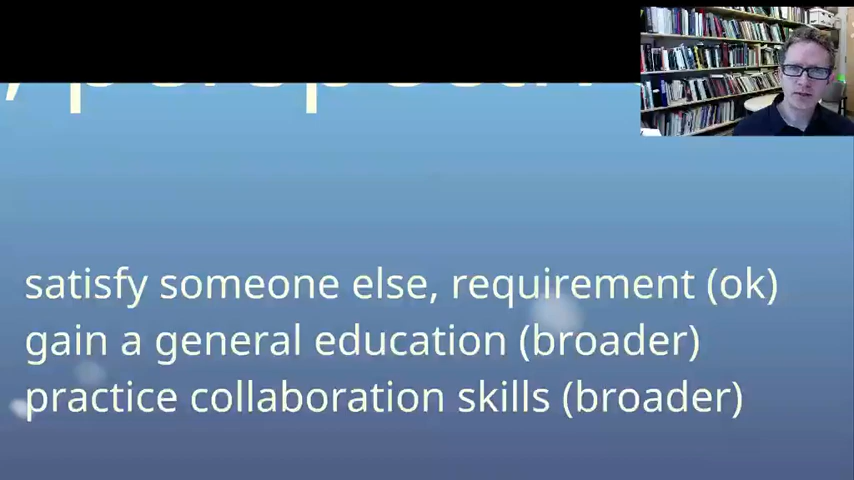 satisfy someone else, requirement (ok)
gain a general education (broader)
practice collaboration skills (broader)